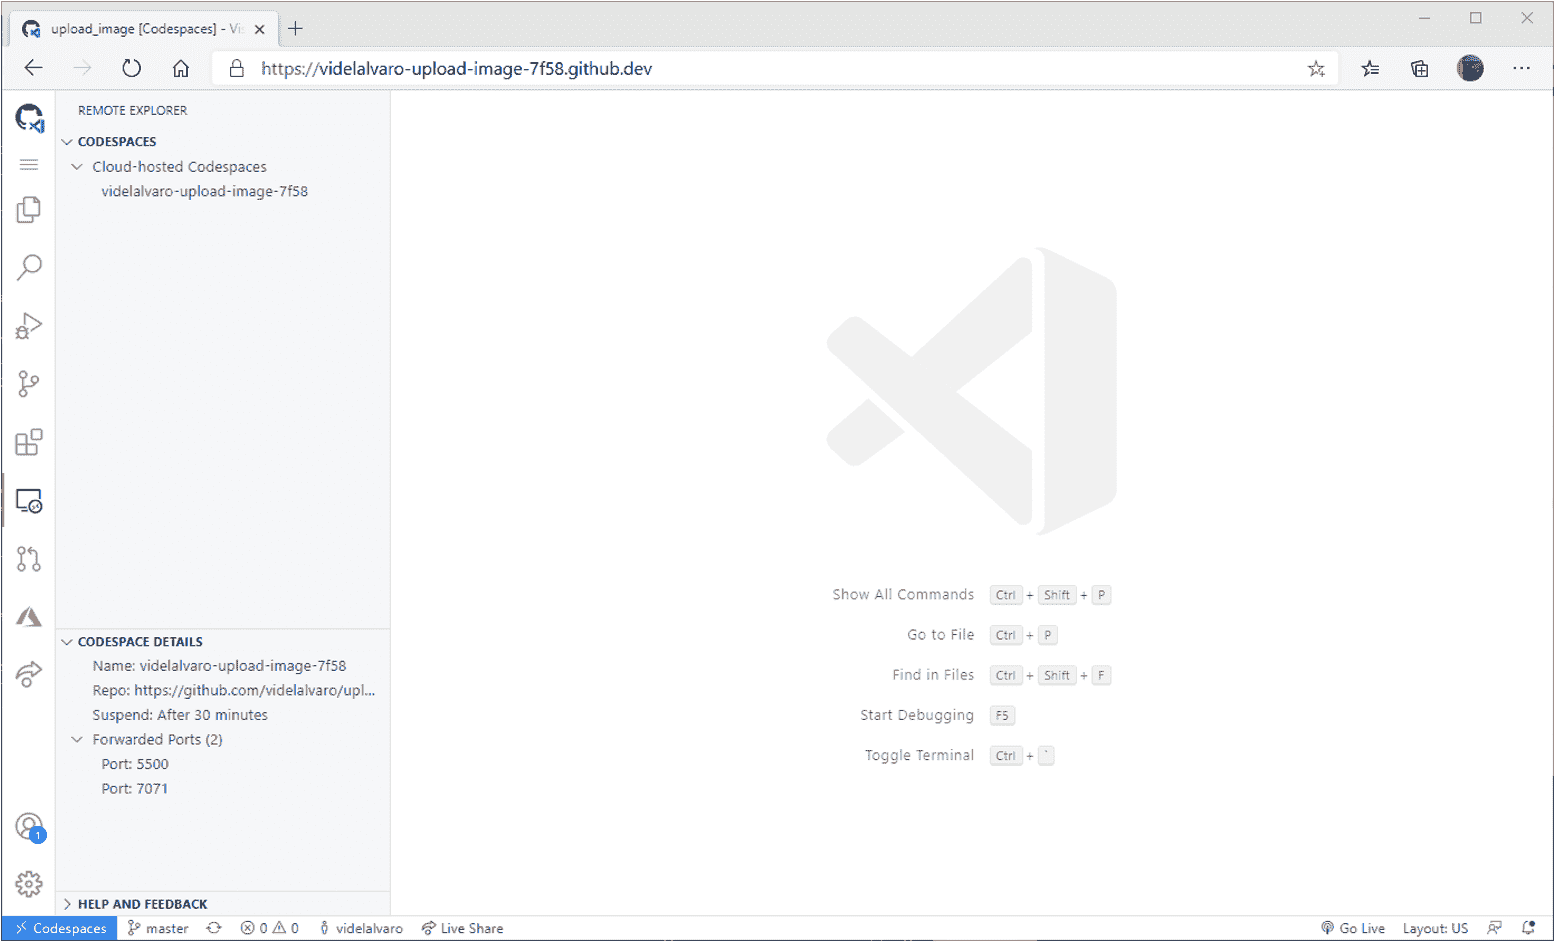 upload_image [Codespaces] - Vis
https://videlalvaro-upload-image-7f58.github.dev
REMOTE EXPLORER
CODESPACES
Cloud-hosted Codespaces
videlalvaro-upload-image-7f58
Show All Commands Ctrl + Shift + P
Go to File Ctrl + P
Find in Files Ctrl + Shift + F
Start Debugging F5
Toggle Terminal Ctrl + `
CODESPACE DETAILS
Name: videlalvaro-upload-image-7f58
Repo: https://github.com/videlalvaro/upl...
Suspend: After 30 minutes
Forwarded Ports (2)
Port: 5500
Port: 7071
1
HELP AND FEEDBACK
Codespaces master 0 0 videlalvaro Live Share Go Live Layout: US